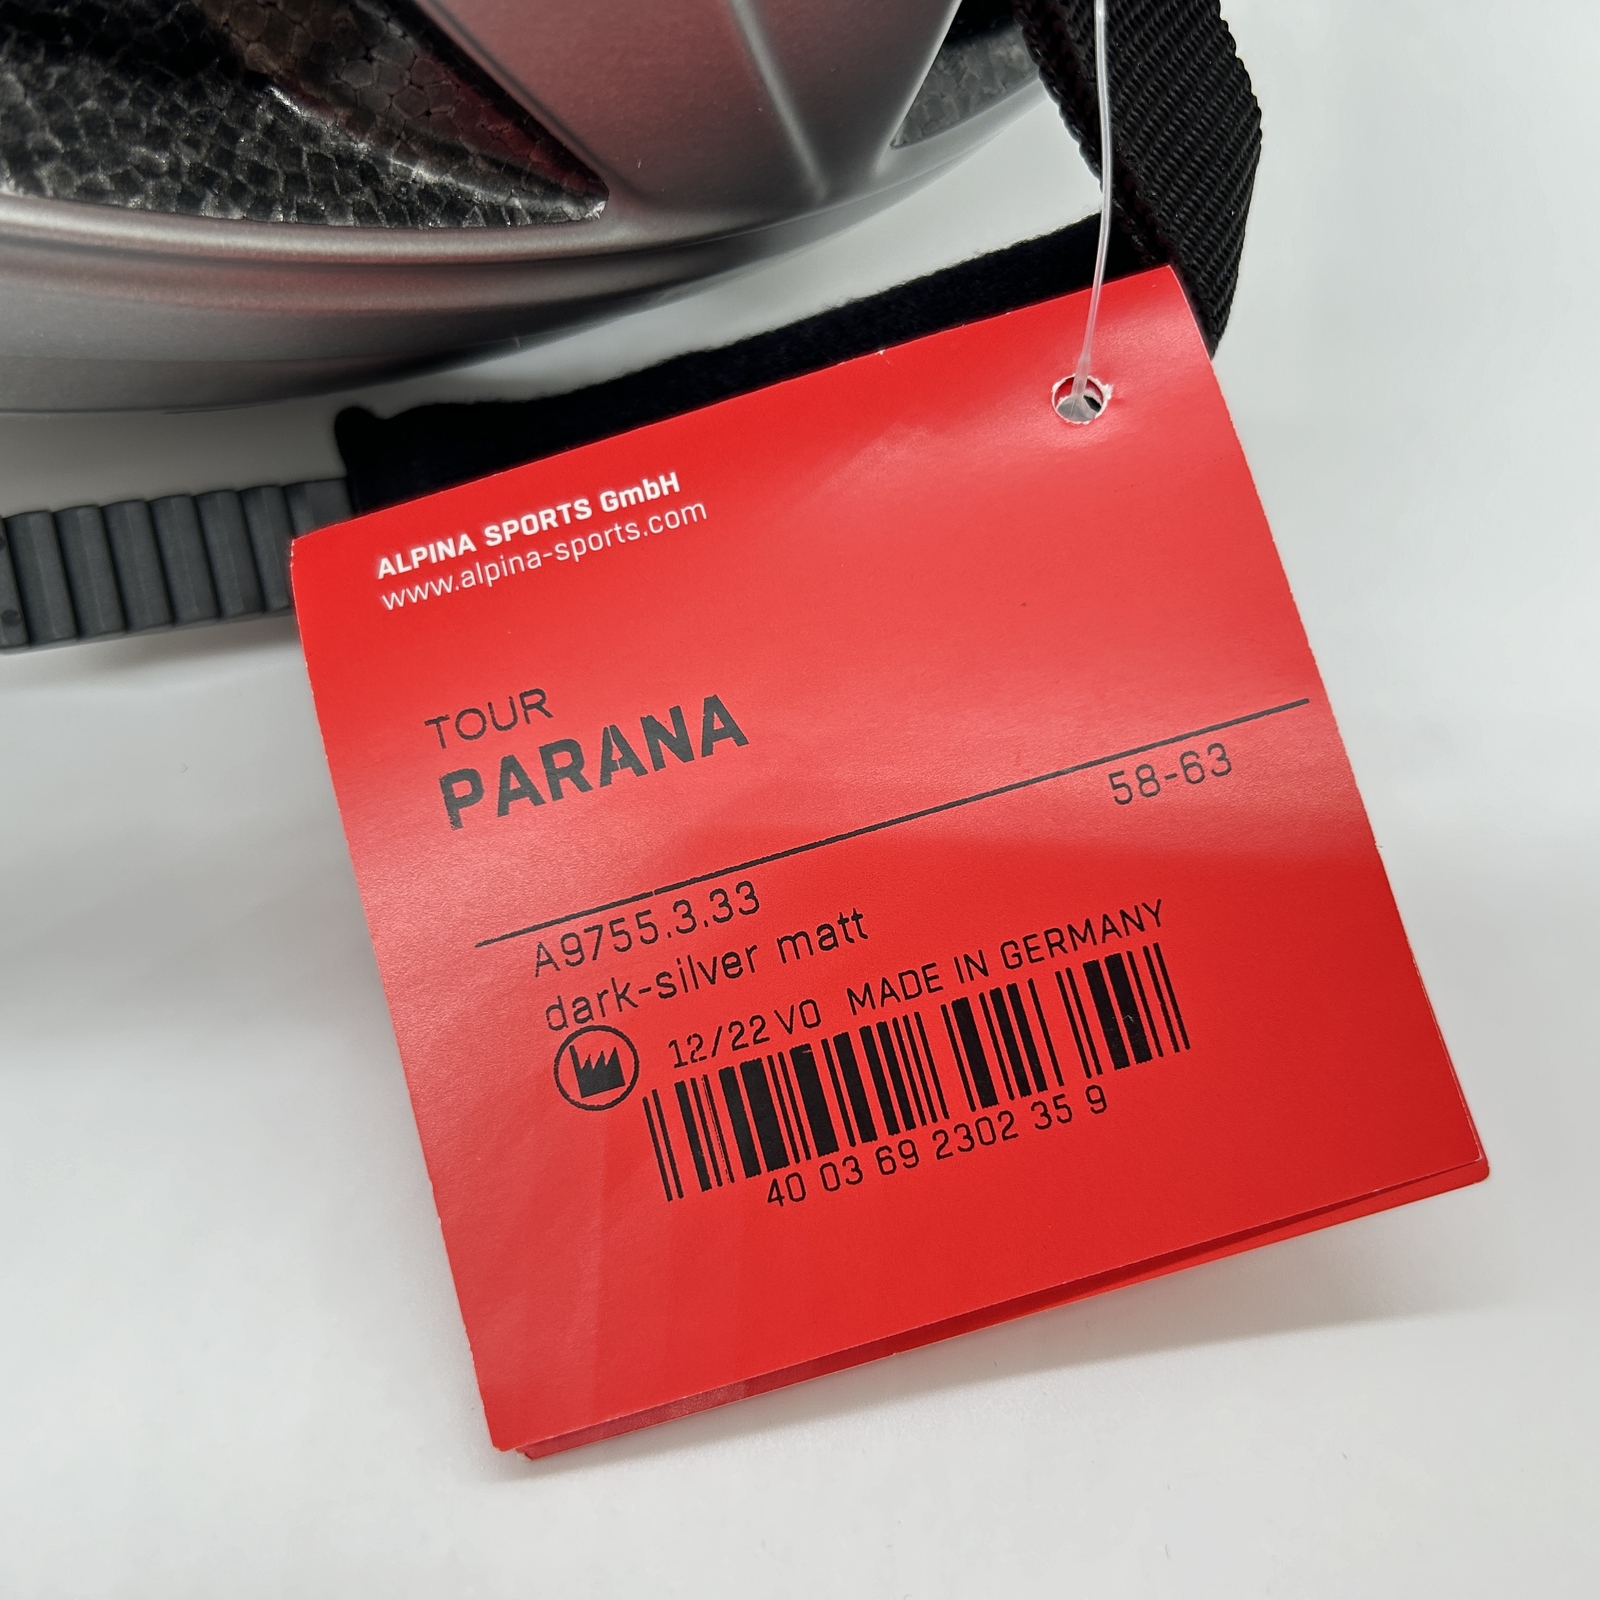 ALPINA SPORTS GmbH
www.alpina-sports.com
TOUR
PARANA
58-63
A9755.3.33
dark-silver matt
12/22 VO MADE IN GERMANY
40 03 69 2302 35 9